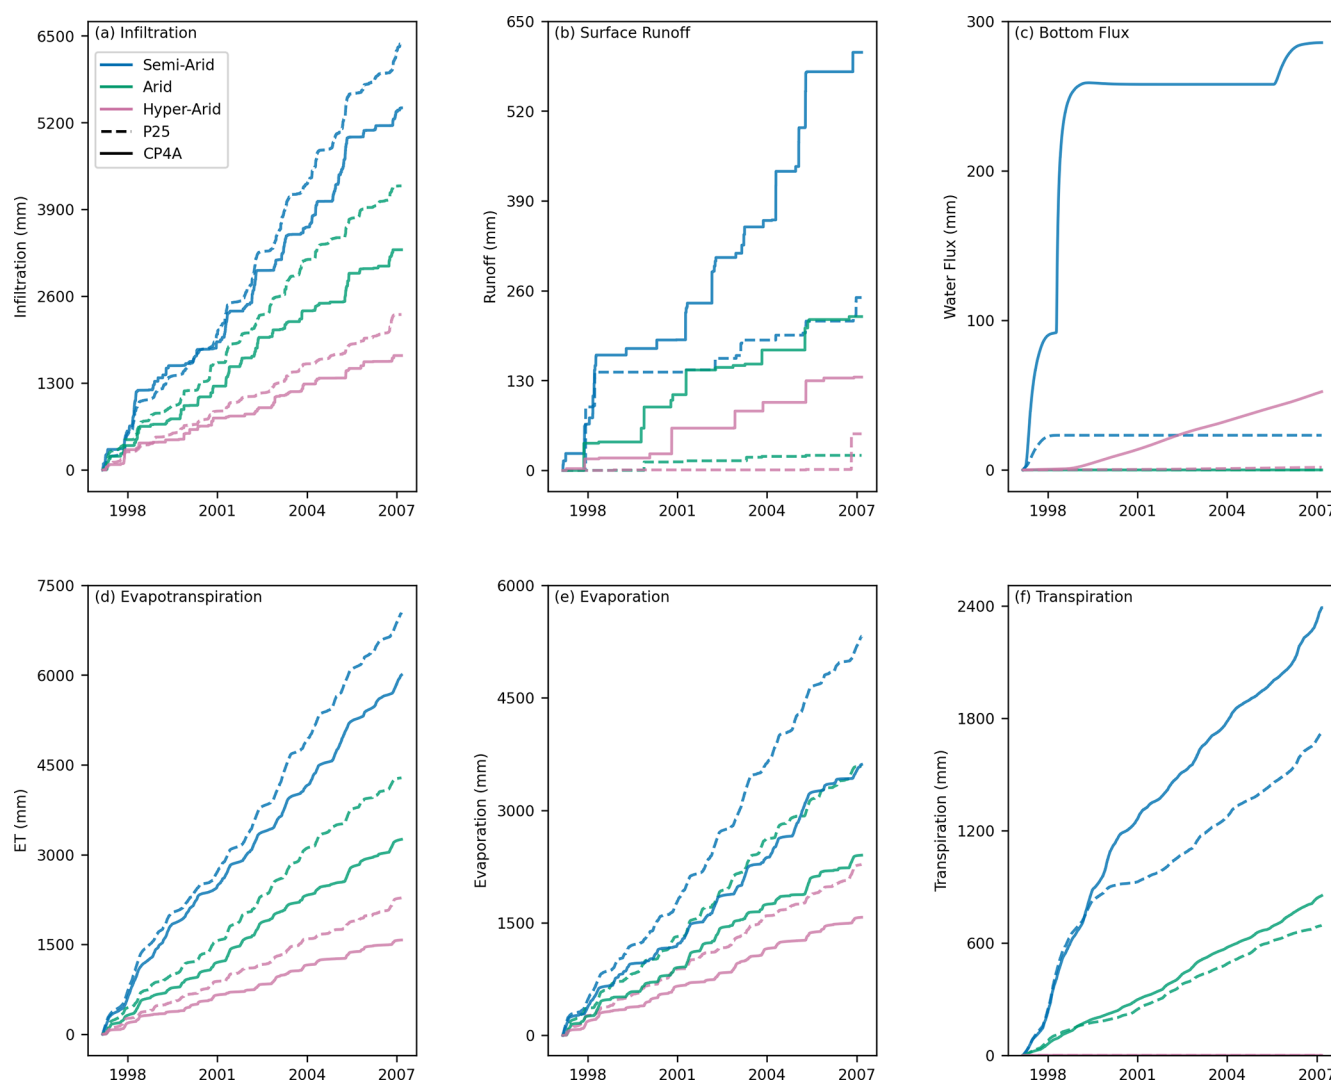 (a) Infiltration
Semi-Arid
Arid
Hyper-Arid
P25
CP4A
Infiltration (mm)
6500
5200
3900
2600
1300
0
1998 2001 2004 2007
(b) Surface Runoff
Runoff (mm)
650
520
390
260
130
0
1998 2001 2004 2007
(c) Bottom Flux
Water Flux (mm)
300
200
100
0
1998 2001 2004 2007
(d) Evapotranspiration
ET (mm)
7500
6000
4500
3000
1500
0
1998 2001 2004 2007
(e) Evaporation
Evaporation (mm)
6000
4500
3000
1500
0
1998 2001 2004 2007
(f) Transpiration
Transpiration (mm)
2400
1800
1200
600
0
1998 2001 2004 2007